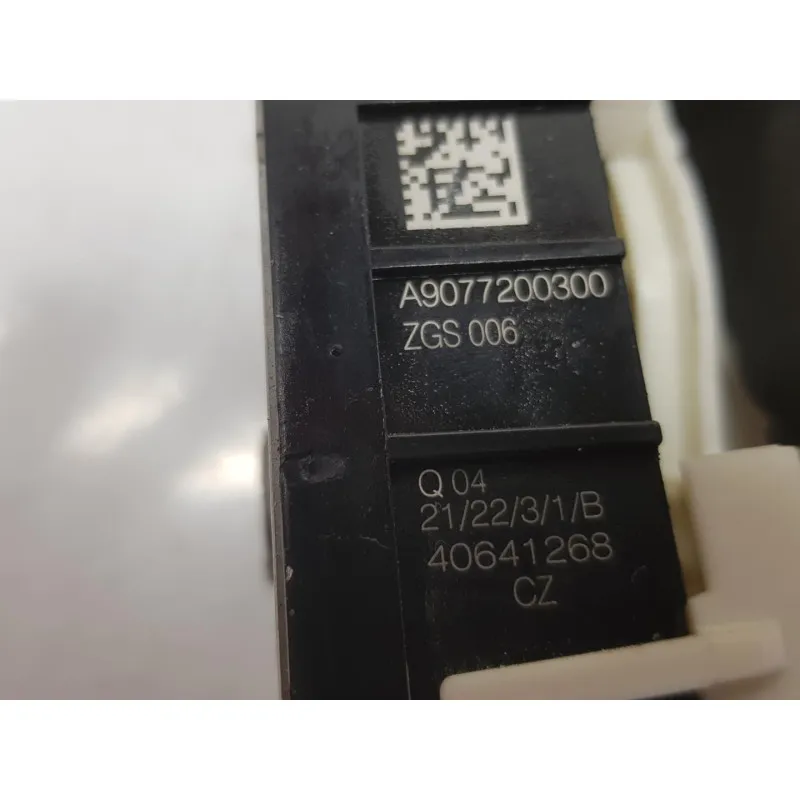 A9077200300
ZGS 006
Q 04
21/22/3/1/B
40641268
CZ